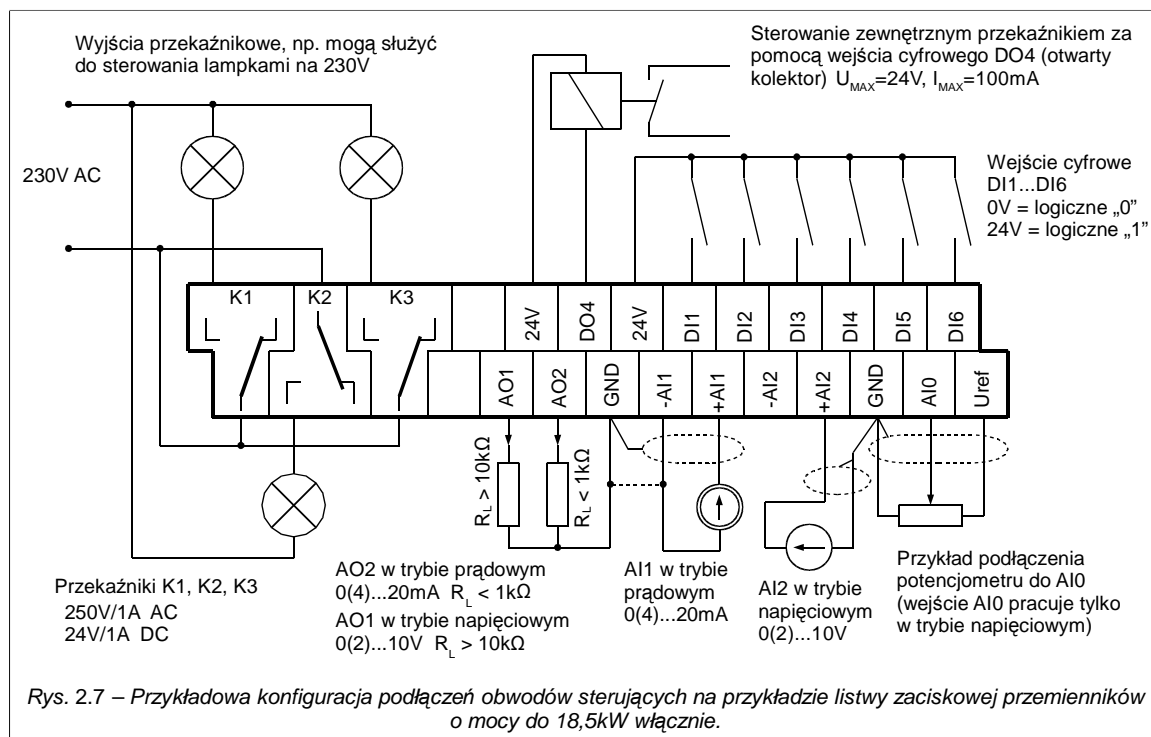 Wyjścia przekaźnikowe, np. mogą służyć
do sterowania lampkami na 230V
Sterowanie zewnętrznym przekaźnikiem za
pomocą wejścia cyfrowego DO4 (otwarty
kolektor) U_MAX=24V, I_MAX=100mA
230V AC
Wejście cyfrowe
DI1...DI6
0V = logiczne „0”
24V = logiczne „1”
K1
K2
K3
24V
DO4
24V
DI1
DI2
DI3
DI4
DI5
DI6
AO1
AO2
GND
-AI1
+AI1
-AI2
+AI2
GND
AI0
Uref
R_L > 10kΩ
R_L < 1kΩ
Przekaźniki K1, K2, K3
250V/1A AC
24V/1A DC
AO2 w trybie prądowym
0(4)...20mA R_L < 1kΩ
AO1 w trybie napięciowym
0(2)...10V R_L > 10kΩ
AI1 w trybie
prądowym
0(4)...20mA
AI2 w trybie
napięciowym
0(2)...10V
Przykład podłączenia
potencjometru do AI0
(wejście AI0 pracuje tylko
w trybie napięciowym)
Rys. 2.7 – Przykładowa konfiguracja podłączeń obwodów sterujących na przykładzie listwy zaciskowej przemienników
o mocy do 18,5kW włącznie.